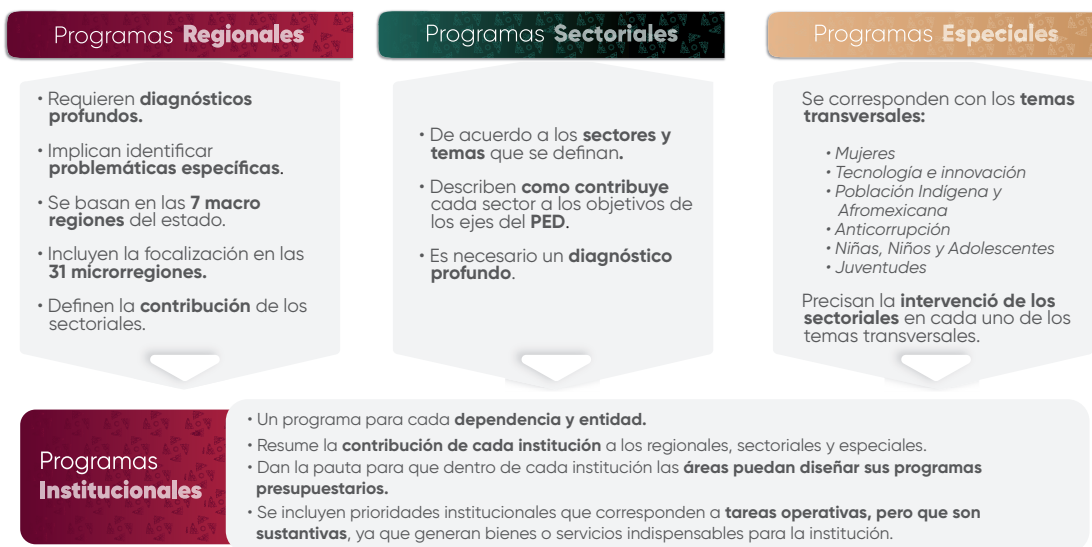 Programas Regionales
• Requieren diagnósticos
profundos.
• Implican identificar
problemáticas específicas.
• Se basan en las 7 macro
regiones del estado.
• Incluyen la focalización en las
31 microrregiones.
• Definen la contribución de los
sectoriales.
Programas Sectoriales
• De acuerdo a los sectores y
temas que se definan.
• Describen como contribuye
cada sector a los objetivos de
los ejes del PED.
• Es necesario un diagnóstico
profundo.
Programas Especiales
Se corresponden con los temas
transversales:
• Mujeres
• Tecnología e innovación
• Población Indígena y
Afromexicana
• Anticorrupción
• Niñas, Niños y Adolescentes
• Juventudes
Precisan la intervenció de los
sectoriales en cada uno de los
temas transversales.
Programas
Institucionales
• Un programa para cada dependencia y entidad.
• Resume la contribución de cada institución a los regionales, sectoriales y especiales.
• Dan la pauta para que dentro de cada institución las áreas puedan diseñar sus programas
presupuestarios.
• Se incluyen prioridades institucionales que corresponden a tareas operativas, pero que son
sustantivas, ya que generan bienes o servicios indispensables para la institución.